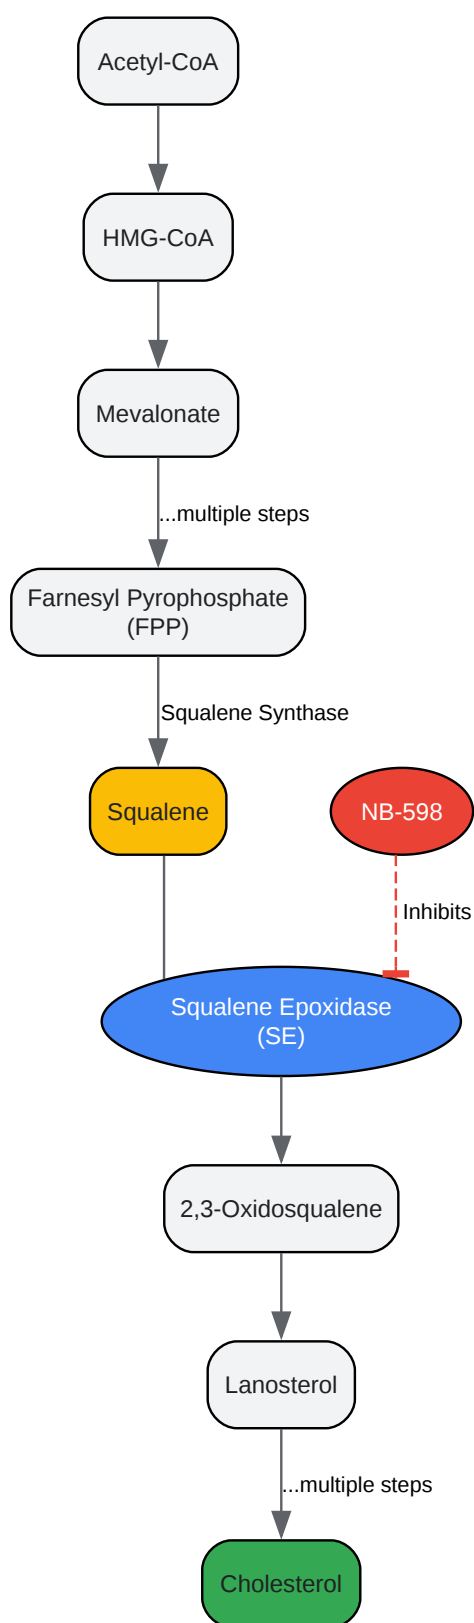 Acetyl-CoA
HMG-CoA
Mevalonate
...multiple steps
Farnesyl Pyrophosphate
(FPP)
Squalene Synthase
Squalene
NB-598
Inhibits
Squalene Epoxidase
(SE)
2,3-Oxidosqualene
Lanosterol
...multiple steps
Cholesterol